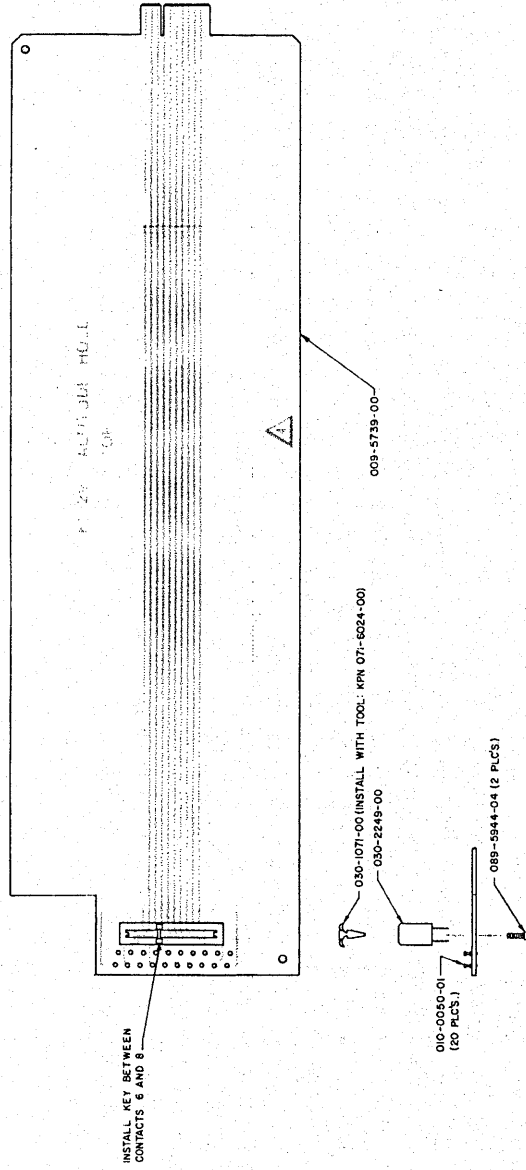 INSTALL KEY BETWEEN
CONTACTS 6 AND 8
009-5739-00
030-1071-00 (INSTALL WITH TOOL: KPN 071-6024-00)
030-2249-00
010-0050-01
(20 PLC'S.)
089-5944-04 (2 PLC'S.)